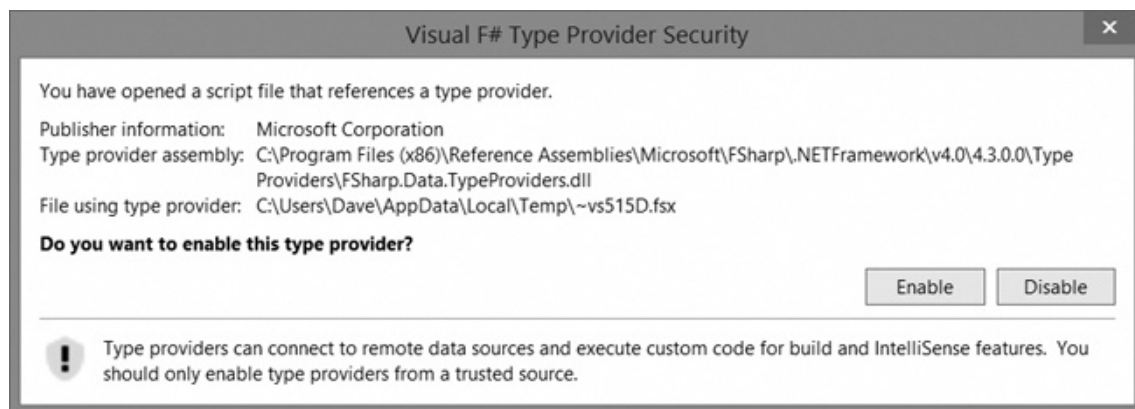 Visual F# Type Provider Security
You have opened a script file that references a type provider.
Publisher information: Microsoft Corporation
Type provider assembly: C:\Program Files (x86)\Reference Assemblies\Microsoft\FSharp\.NETFramework\v4.0\4.3.0.0\Type
Providers\FSharp.Data.TypeProviders.dll
File using type provider: C:\Users\Dave\AppData\Local\Temp\~vs515D.fsx
Do you want to enable this type provider?
Enable Disable
Type providers can connect to remote data sources and execute custom code for build and IntelliSense features. You
should only enable type providers from a trusted source.